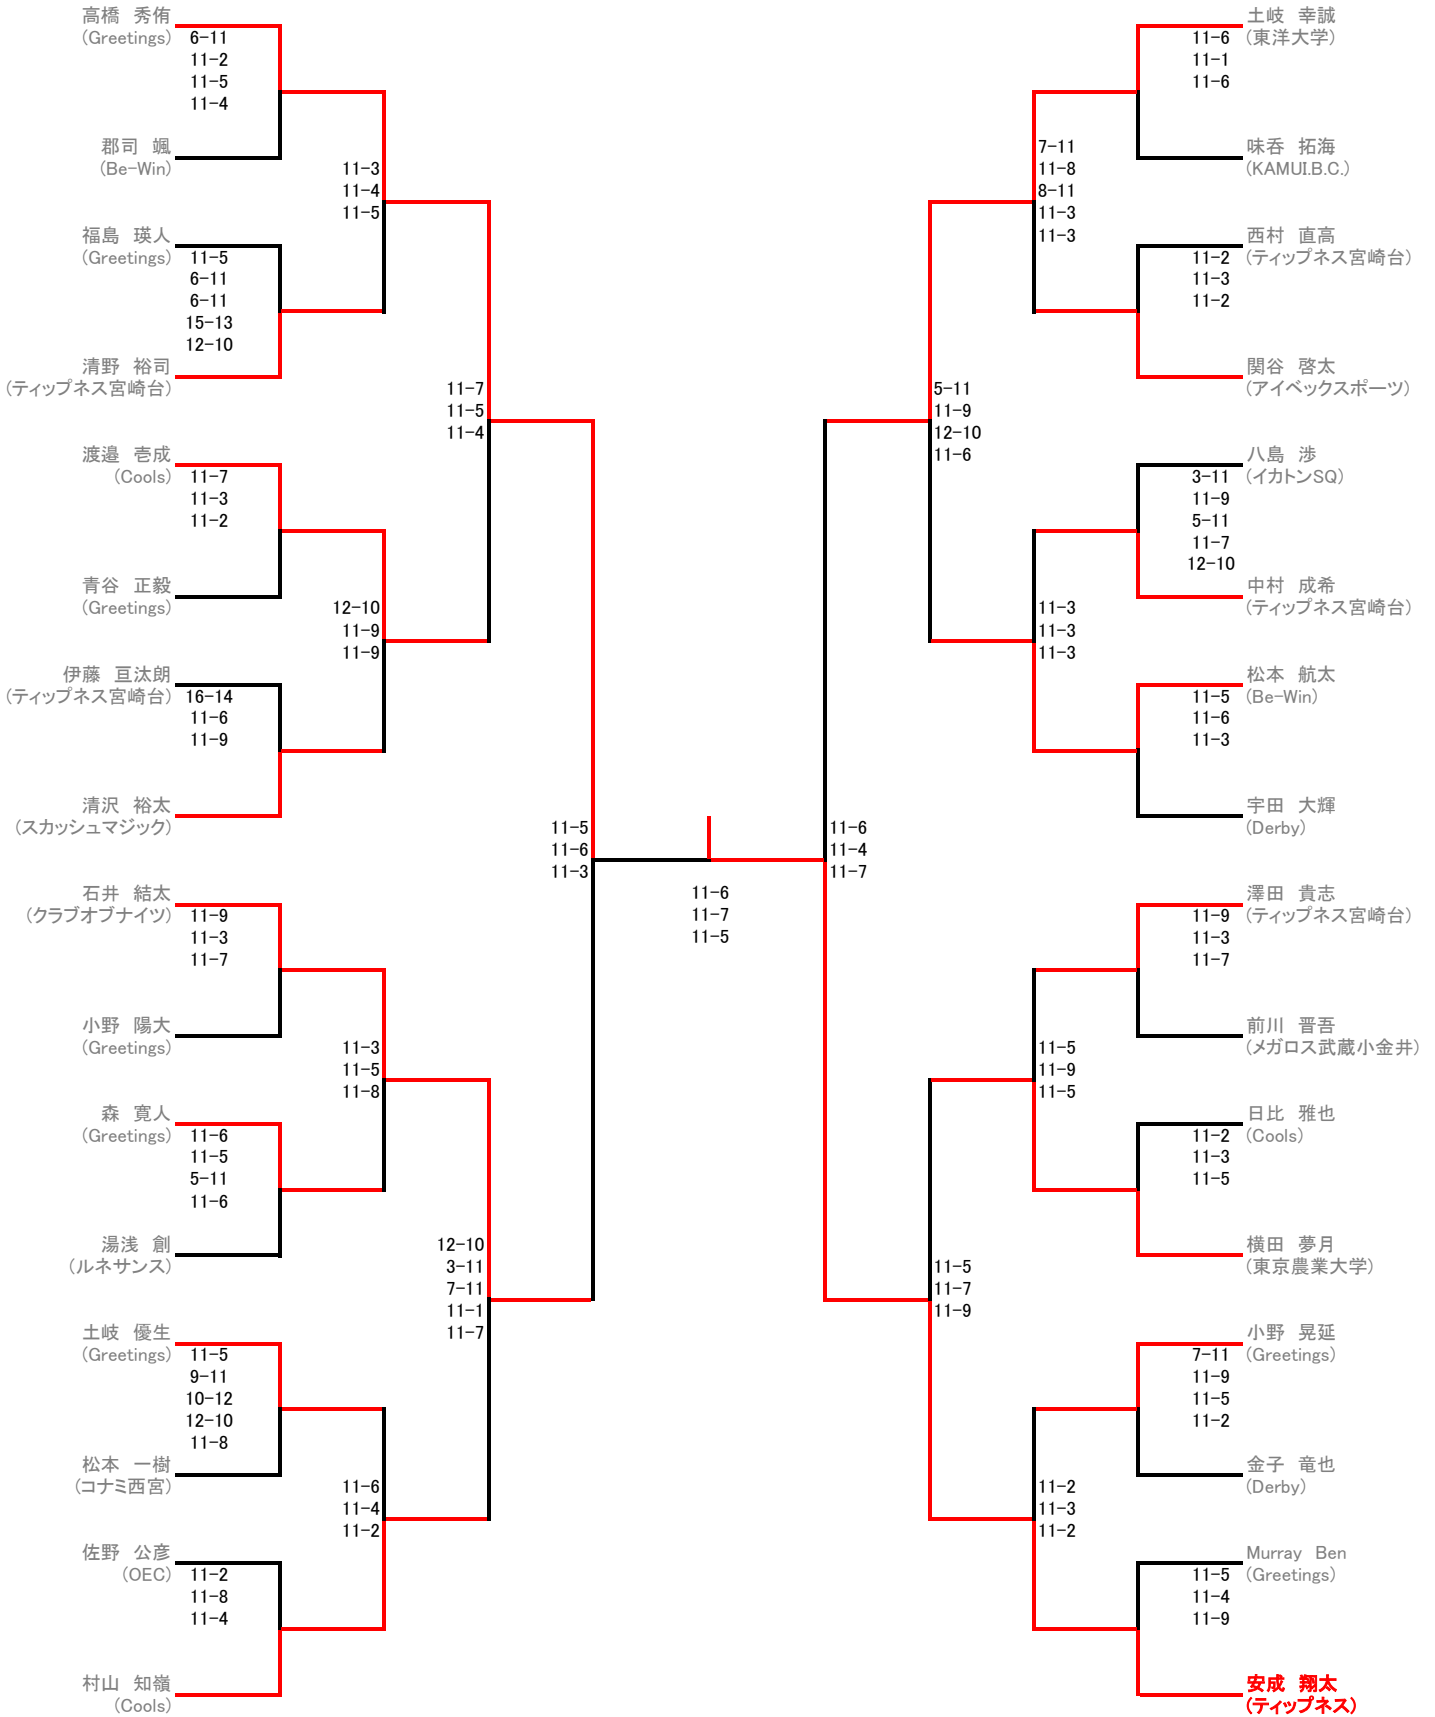 高橋 秀侑
(Greetings)
6-11
11-2
11-5
11-4
郡司 颯
(Be-Win)
11-3
11-4
11-5
福島 瑛人
(Greetings)
11-5
6-11
6-11
15-13
12-10
清野 裕司
(ティップネス宮崎台)
11-7
11-5
11-4
渡邉 壱成
(Cools)
11-7
11-3
11-2
青谷 正毅
(Greetings)
12-10
11-9
11-9
伊藤 亘汰朗
(ティップネス宮崎台)
16-14
11-6
11-9
清沢 裕太
(スカッシュマジック)
11-5
11-6
11-3
石井 結太
(クラブオブナイツ)
11-9
11-3
11-7
小野 陽大
(Greetings)
11-3
11-5
11-8
森 寛人
(Greetings)
11-6
11-5
5-11
11-6
湯浅 創
(ルネサンス)
12-10
3-11
7-11
11-1
11-7
土岐 優生
(Greetings)
11-5
9-11
10-12
12-10
11-8
松本 一樹
(コナミ西宮)
11-6
11-4
11-2
佐野 公彦
(OEC)
11-2
11-8
11-4
村山 知嶺
(Cools)
11-6
11-7
11-5
土岐 幸誠
(東洋大学)
11-6
11-1
11-6
味呑 拓海
(KAMUI.B.C.)
7-11
11-8
8-11
11-3
11-3
西村 直高
(ティップネス宮崎台)
11-2
11-3
11-2
関谷 啓太
(アイベックスポーツ)
5-11
11-9
12-10
11-6
八島 渉
(イカトンSQ)
3-11
11-9
5-11
11-7
12-10
中村 成希
(ティップネス宮崎台)
11-3
11-3
11-3
松本 航太
(Be-Win)
11-5
11-6
11-3
宇田 大輝
(Derby)
11-6
11-4
11-7
澤田 貴志
(ティップネス宮崎台)
11-9
11-3
11-7
前川 晋吾
(メガロス武蔵小金井)
11-5
11-9
11-5
日比 雅也
(Cools)
11-2
11-3
11-5
横田 夢月
(東京農業大学)
11-5
11-7
11-9
小野 晃延
(Greetings)
7-11
11-9
11-5
11-2
金子 竜也
(Derby)
11-2
11-3
11-2
Murray Ben
(Greetings)
11-5
11-4
11-9
安成 翔太
(ティップネス)